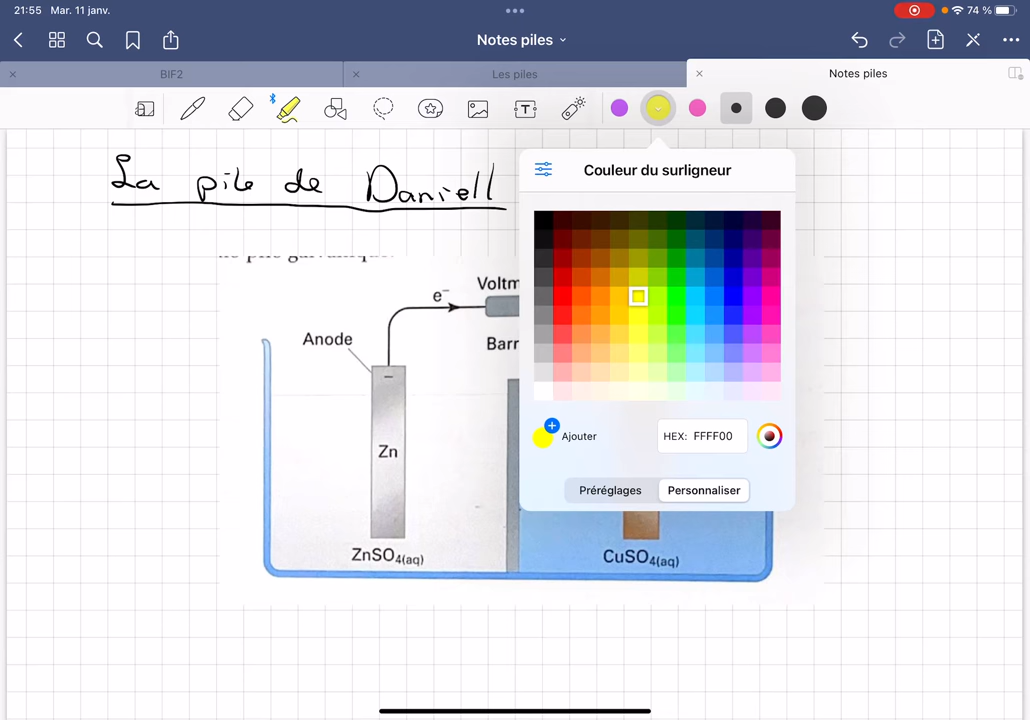 21:55 Mar. 11 janv.
74 %
Notes piles
BIF2
Les piles
Notes piles
La pile de Daniell
Couleur du surligneur
e⁻
Voltm
Anode
Barr
−
Zn
Ajouter
HEX: FFFF00
Préréglages
Personnaliser
ZnSO4(aq)
CuSO4(aq)